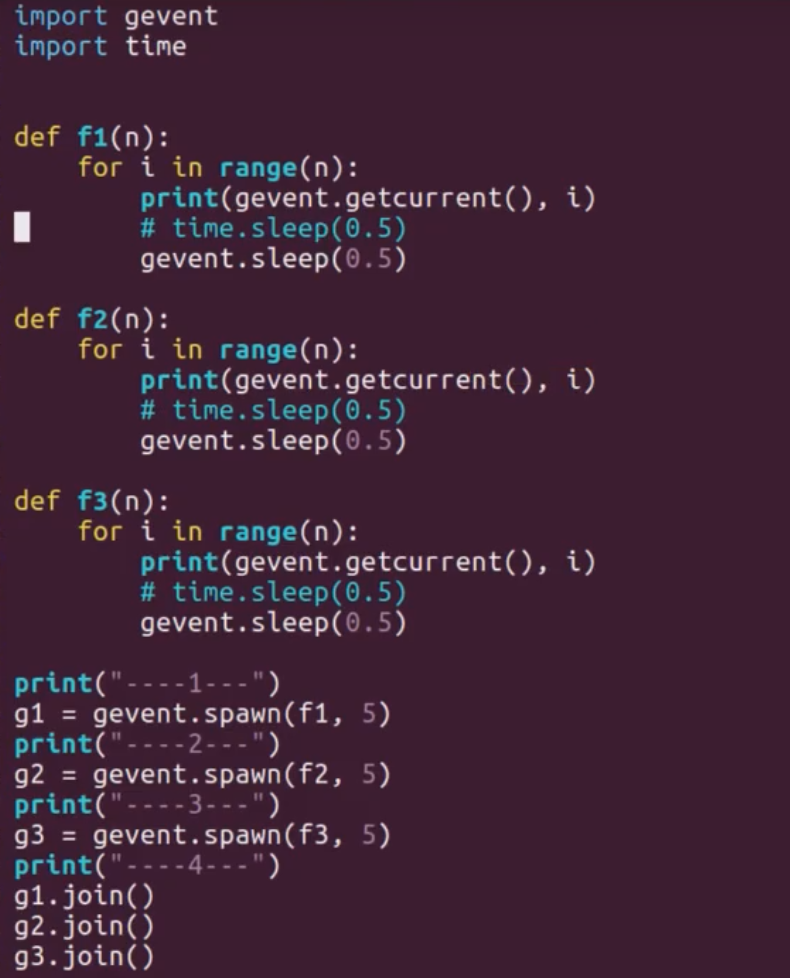 import gevent
import time
def f1(n):
    for i in range(n):
        print(gevent.getcurrent(), i)
        # time.sleep(0.5)
        gevent.sleep(0.5)
def f2(n):
    for i in range(n):
        print(gevent.getcurrent(), i)
        # time.sleep(0.5)
        gevent.sleep(0.5)
def f3(n):
    for i in range(n):
        print(gevent.getcurrent(), i)
        # time.sleep(0.5)
        gevent.sleep(0.5)
print("----1---")
g1 = gevent.spawn(f1, 5)
print("----2---")
g2 = gevent.spawn(f2, 5)
print("----3---")
g3 = gevent.spawn(f3, 5)
print("----4---")
g1.join()
g2.join()
g3.join()